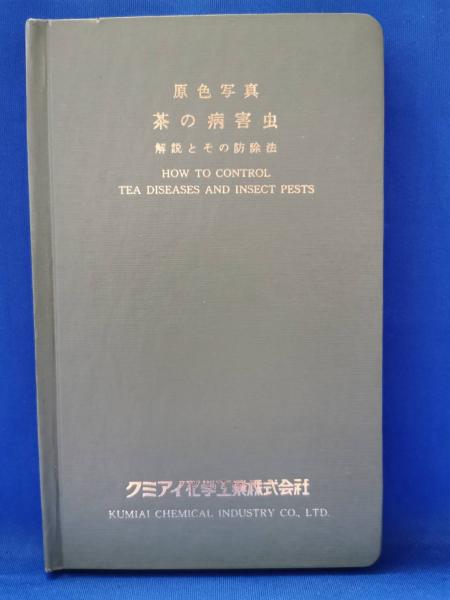 原色写真
茶の病害虫
解説とその防除法
HOW TO CONTROL
TEA DISEASES AND INSECT PESTS
クミアイ化学工業株式会社
KUMIAI CHEMICAL INDUSTRY CO., LTD.